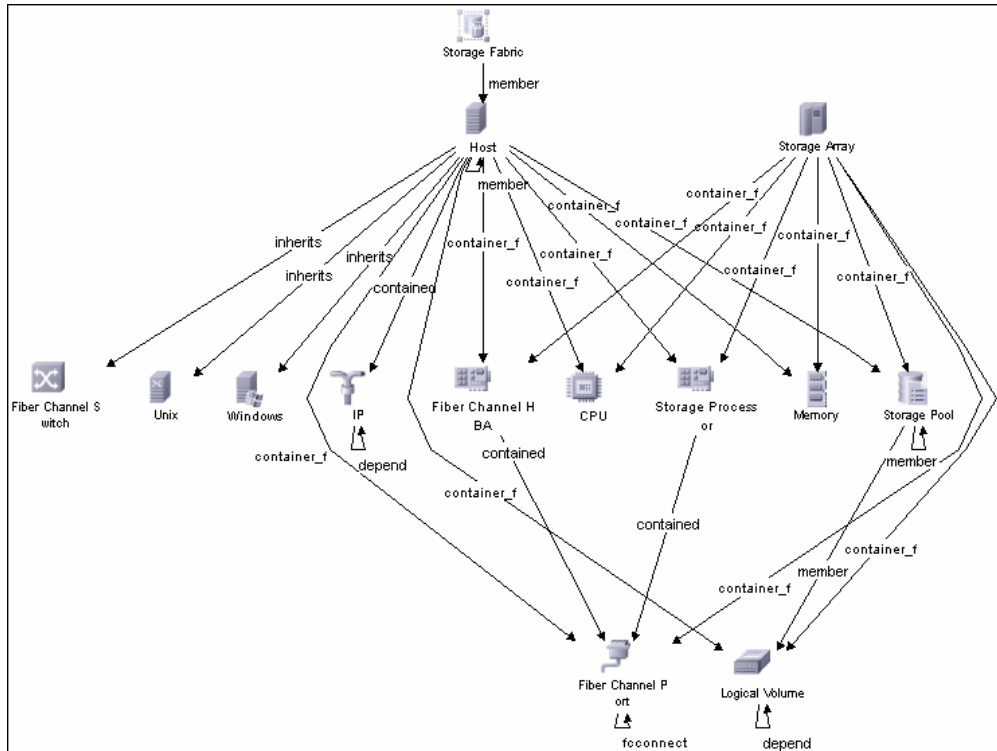 Storage Fabric
member
Host
Storage Array
member
container_f
container_f
container_f
container_f
inherits
container_f
container_f
container_f
inherits
inherits
container_f
container_f
container_f
contained
container_f
Fiber Channel S
witch
Unix
Windows
IP
Fiber Channel H
BA
CPU
Storage Process
or
Memory
Storage Pool
container_f
depend
contained
member
container_f
contained
container_f
member
container_f
Fiber Channel P
ort
Logical Volume
fcconnect
depend